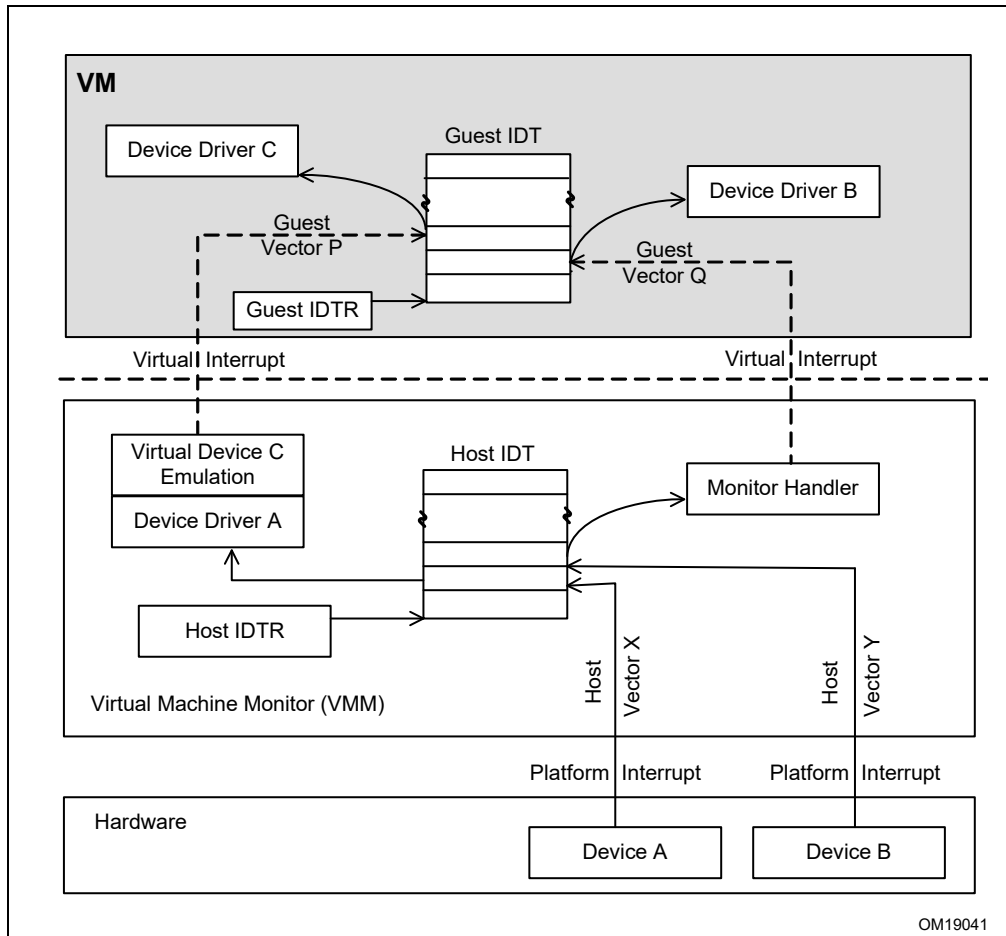 VM
Guest IDT
Device Driver C
Device Driver B
Guest
Vector P
Guest
Vector Q
Guest IDTR
Virtual Interrupt
Virtual Interrupt
Virtual Device C
Emulation
Device Driver A
Host IDT
Monitor Handler
Host IDTR
Host
Vector X
Host
Vector Y
Virtual Machine Monitor (VMM)
Platform Interrupt
Platform Interrupt
Hardware
Device A
Device B
OM19041